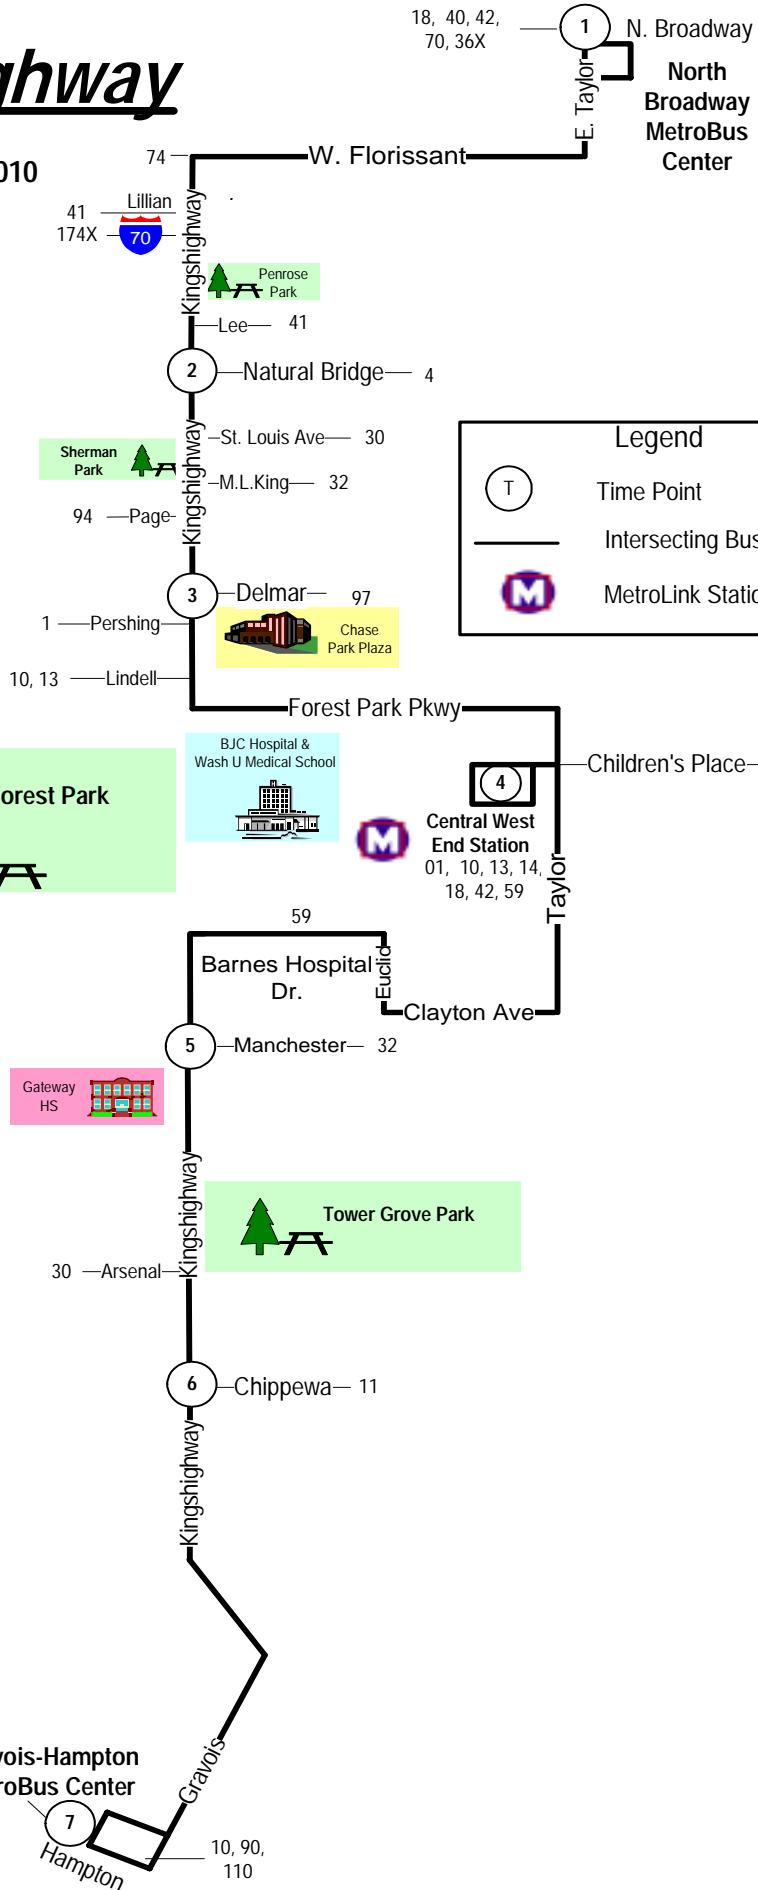 18, 40, 42,
70, 36X
1
N. Broadway
ghway
E. Taylor
North
Broadway
MetroBus
Center
010
74
W. Florissant
Lillian
41
174X
70
Kingshighway
Penrose
Park
Lee
41
2
Natural Bridge
4
Kingshighway
St. Louis Ave
30
Sherman
Park
M.L.King
32
94
Page
Legend
T
Time Point
Intersecting Bus
MetroLink Static
3
Delmar
97
1
Pershing
Chase
Park Plaza
10, 13
Lindell
Forest Park Pkwy
BJC Hospital &
Wash U Medical School
Children's Place
4
orest Park
M
Central West
End Station
01, 10, 13, 14,
18, 42, 59
Taylor
59
Barnes Hospital
Dr.
Euclid
Clayton Ave
5
Manchester
32
Gateway
HS
Kingshighway
Tower Grove Park
30
Arsenal
6
Chippewa
11
Kingshighway
Gravois
vois-Hampton
roBus Center
7
Hampton
10, 90,
110